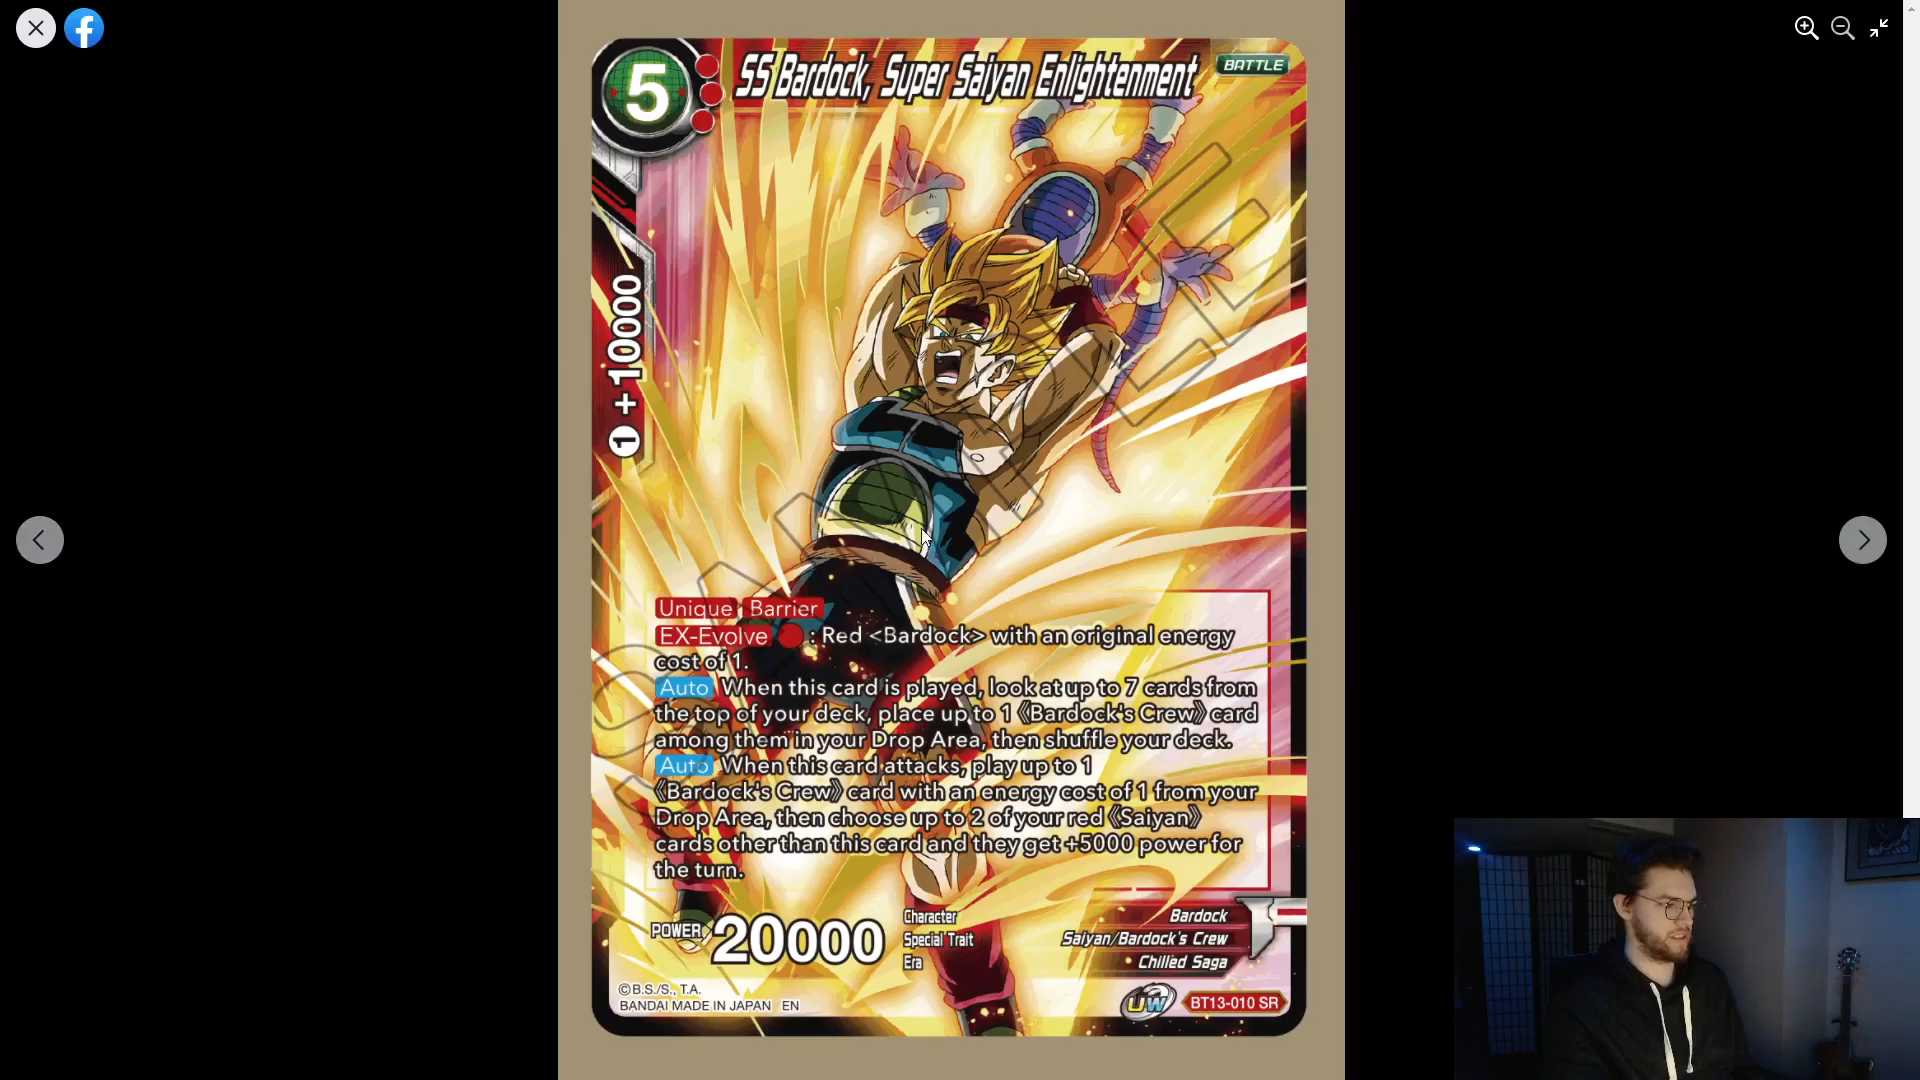 5
SS Bardock, Super Saiyan Enlightenment
BATTLE
1 +10000
Unique Barrier
EX-Evolve : Red <Bardock> with an original energy
cost of 1.
Auto When this card is played, look at up to 7 cards from
the top of your deck, place up to 1 《Bardock's Crew》 card
among them in your Drop Area, then shuffle your deck.
Auto When this card attacks, play up to 1
《Bardock's Crew》 card with an energy cost of 1 from your
Drop Area, then choose up to 2 of your red 《Saiyan》
cards other than this card and they get +5000 power for
the turn.
POWER 20000
Character Bardock
Special Trait Saiyan/Bardock's Crew
Era Chilled Saga
©B.S./S., T.A.
BANDAI MADE IN JAPAN EN
UW BT13-010 SR